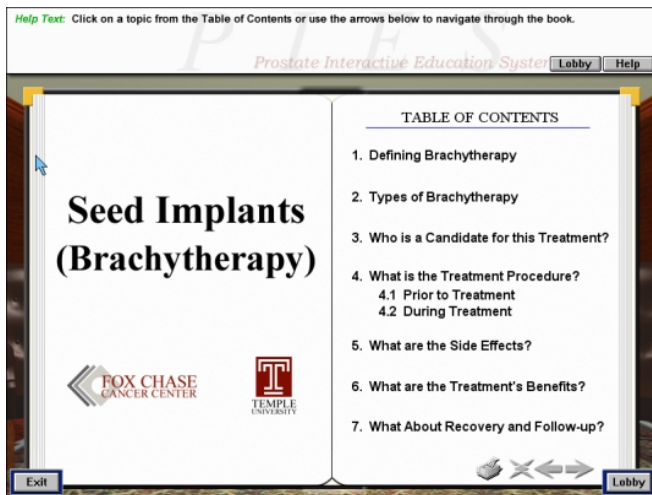 Help Text: Click on a topic from the Table of Contents or use the arrows below to navigate through the book.
PIES
Prostate Interactive Education System
Lobby
Help
Seed Implants
(Brachytherapy)
FOX CHASE
CANCER CENTER
TEMPLE
UNIVERSITY
TABLE OF CONTENTS
1. Defining Brachytherapy
2. Types of Brachytherapy
3. Who is a Candidate for this Treatment?
4. What is the Treatment Procedure?
4.1 Prior to Treatment
4.2 During Treatment
5. What are the Side Effects?
6. What are the Treatment's Benefits?
7. What About Recovery and Follow-up?
Exit
Lobby